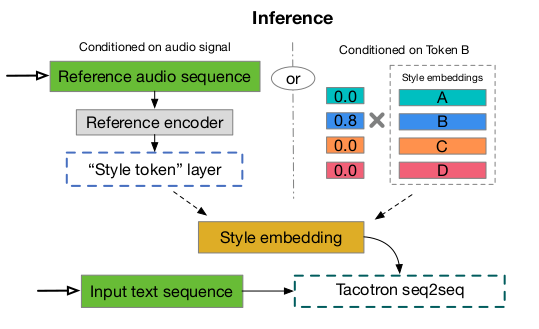 Inference
Conditioned on audio signal
Conditioned on Token B
Reference audio sequence
or
Style embeddings
0.0
A
Reference encoder
0.8
B
0.0
C
“Style token” layer
0.0
D
Style embedding
Input text sequence
Tacotron seq2seq